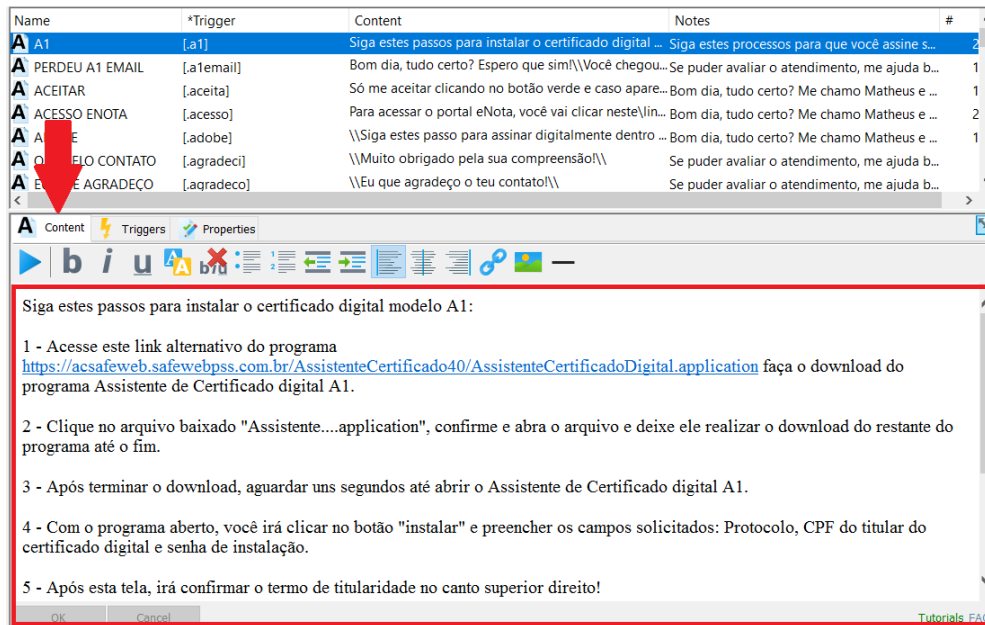 Name *Trigger Content Notes #
A A1 [.a1] Siga estes passos para instalar o certificado digital ... Siga estes processos para que você assine s... 2
A PERDEU A1 EMAIL [.a1email] Bom dia, tudo certo? Espero que sim!\\Você chegou... Se puder avaliar o atendimento, me ajuda b... 1
A ACEITAR [.aceita] Só me aceitar clicando no botão verde e caso apare... Bom dia, tudo certo? Me chamo Matheus e ... 1
A ACESSO ENOTA [.acesso] Para acessar o portal eNota, você vai clicar neste\lin... Bom dia, tudo certo? Me chamo Matheus e ... 2
A [.adobe] \\Siga estes passo para assinar digitalmente dentro ... Bom dia, tudo certo? Me chamo Matheus e ... 1
A CONTATO [.agradeci] \\Muito obrigado pela sua compreensão!\\ Se puder avaliar o atendimento, me ajuda b...
A AGRADEÇO [.agradeco] \\Eu que agradeço o teu contato!\\ Se puder avaliar o atendimento, me ajuda b...
A Content Triggers Properties
b i u A A b/u
Siga estes passos para instalar o certificado digital modelo A1:
1 - Acesse este link alternativo do programa
https://acsafeweb.safewebpss.com.br/AssistenteCertificado40/AssistenteCertificadoDigital.application faça o download do
programa Assistente de Certificado digital A1.
2 - Clique no arquivo baixado "Assistente....application", confirme e abra o arquivo e deixe ele realizar o download do restante do
programa até o fim.
3 - Após terminar o download, aguardar uns segundos até abrir o Assistente de Certificado digital A1.
4 - Com o programa aberto, você irá clicar no botão "instalar" e preencher os campos solicitados: Protocolo, CPF do titular do
certificado digital e senha de instalação.
5 - Após esta tela, irá confirmar o termo de titularidade no canto superior direito!
OK Cancel Tutorials FAQ